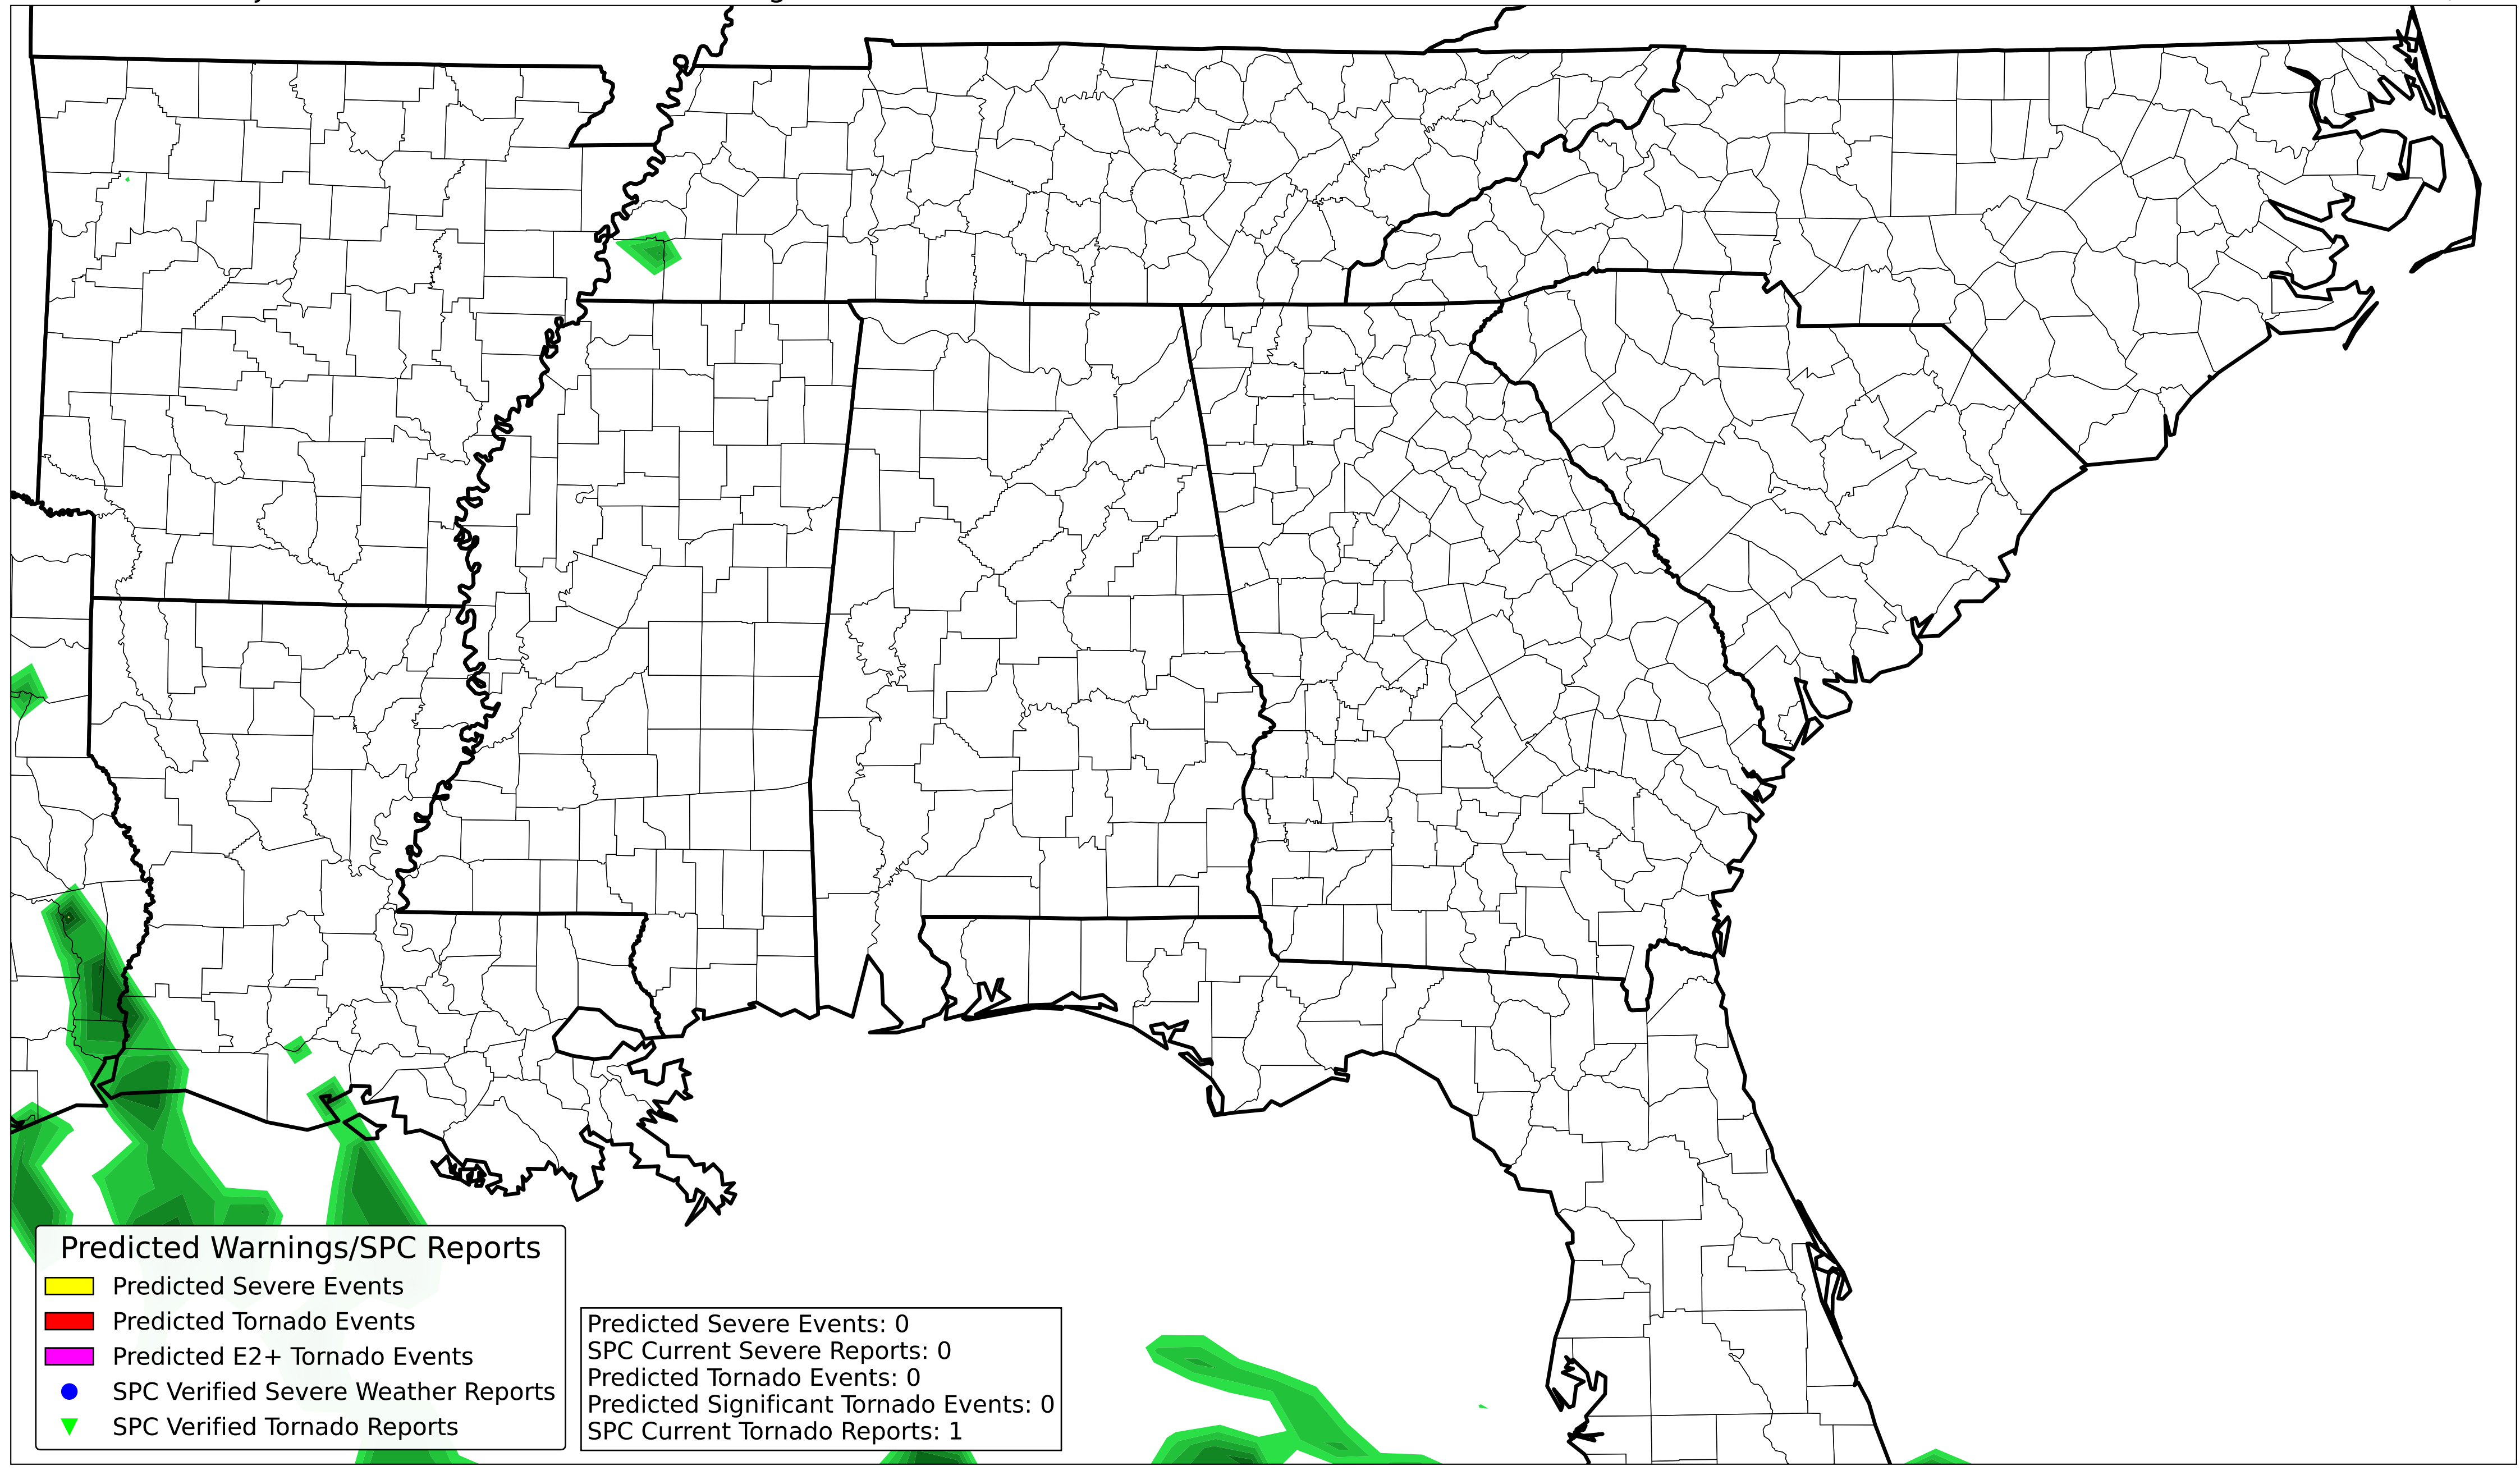 Predicted Warnings/SPC Reports
Predicted Severe Events
Predicted Tornado Events
Predicted E2+ Tornado Events
SPC Verified Severe Weather Reports
SPC Verified Tornado Reports
Predicted Severe Events: 0
SPC Current Severe Reports: 0
Predicted Tornado Events: 0
Predicted Significant Tornado Events: 0
SPC Current Tornado Reports: 1